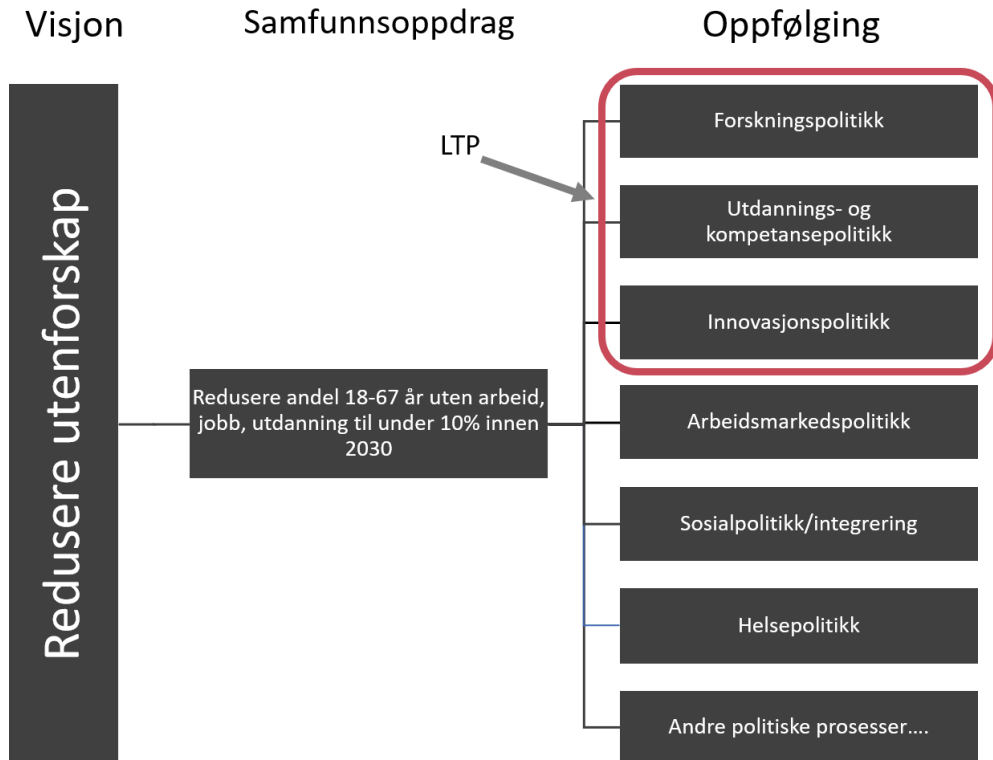 Visjon
Samfunnsoppdrag
Oppfølging
Redusere utenforskap
Redusere andel 18-67 år uten arbeid,
jobb, utdanning til under 10% innen
2030
LTP
Forskningspolitikk
Utdannings- og
kompetansepolitikk
Innovasjonspolitikk
Arbeidsmarkedspolitikk
Sosialpolitikk/integrering
Helsepolitikk
Andre politiske prosesser....